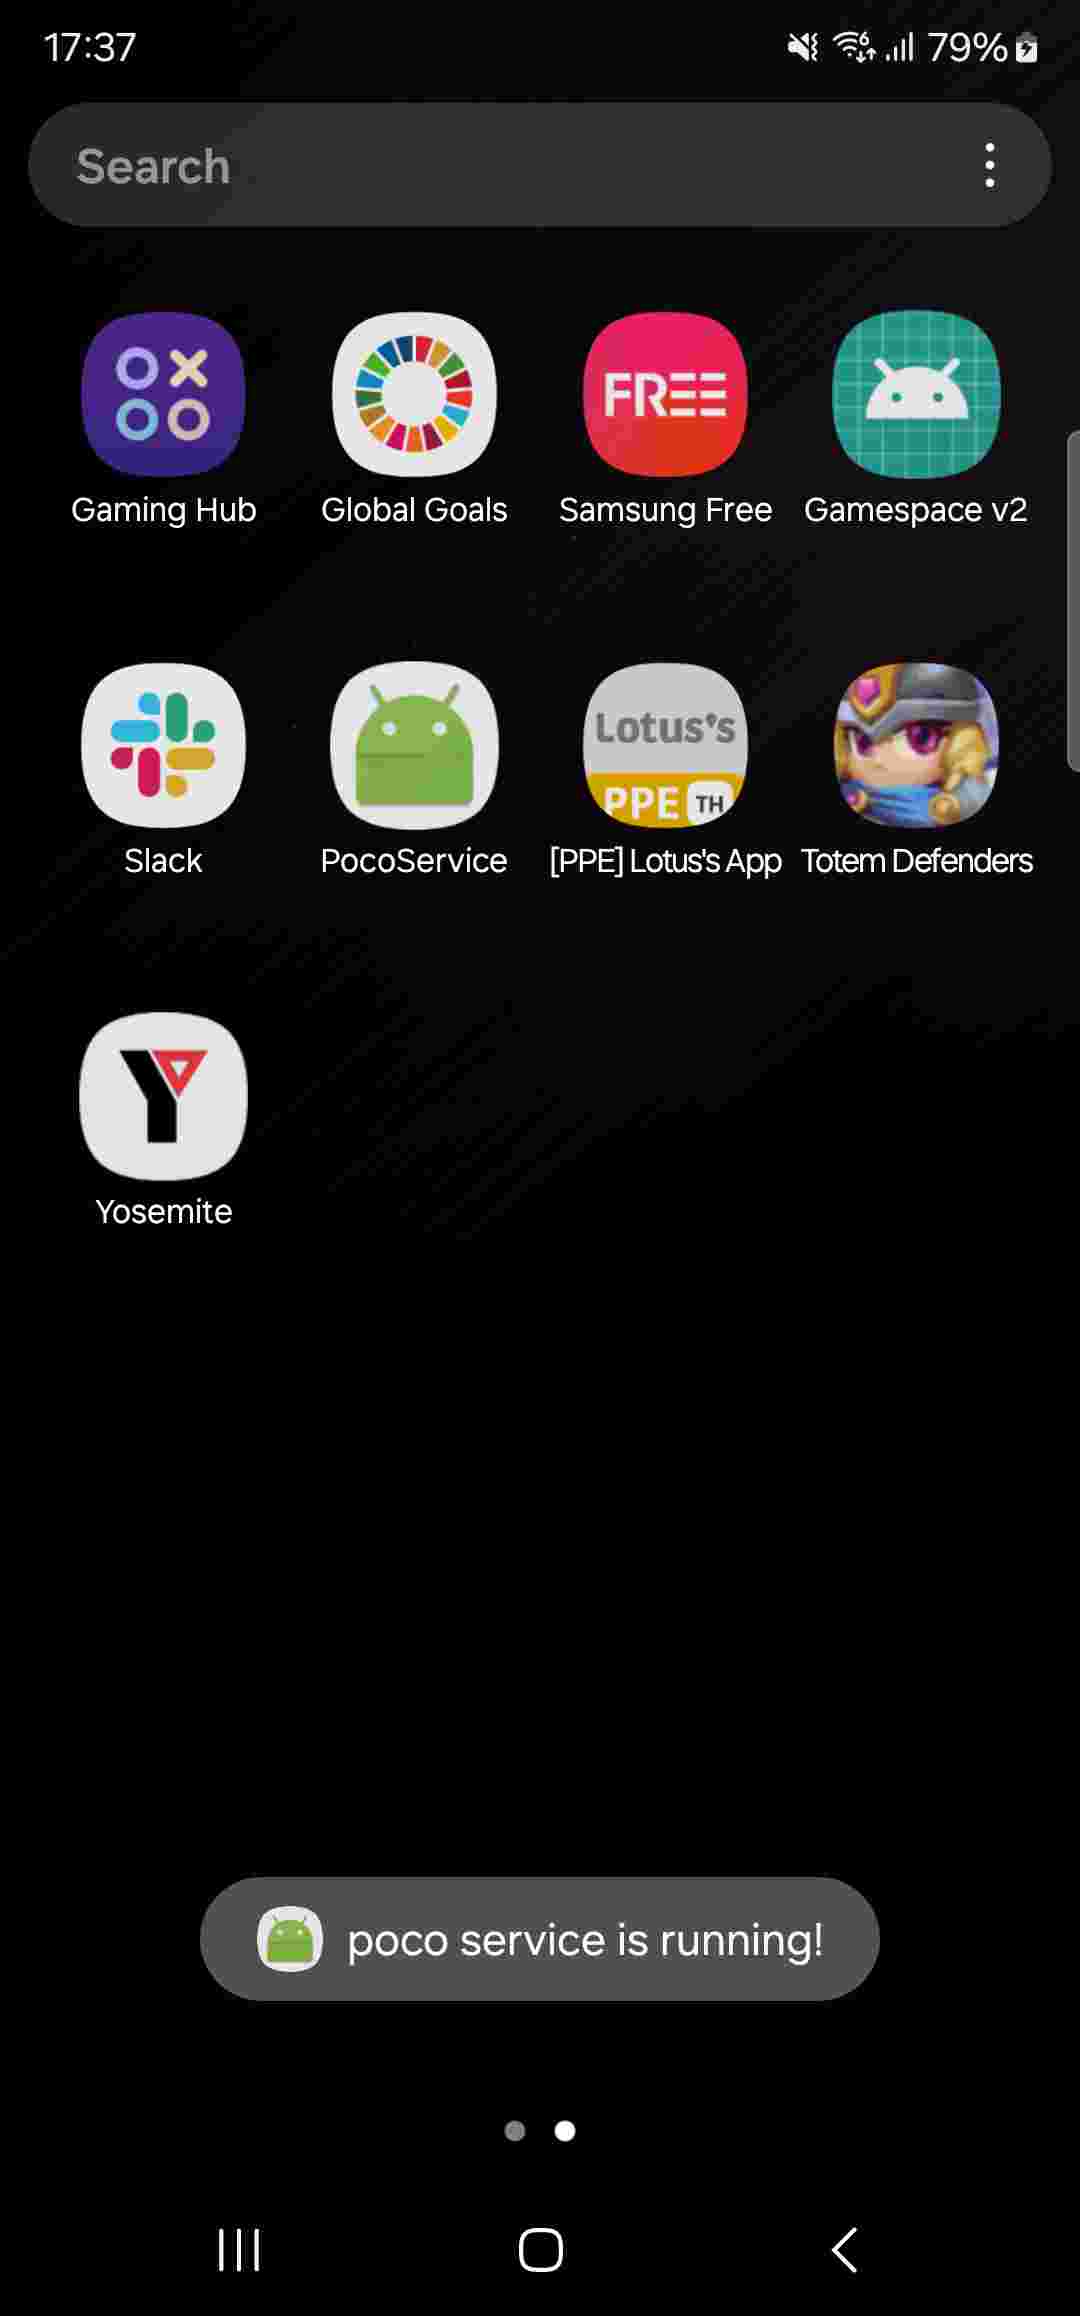 17:37 79%
Search
FREE
Gaming Hub Global Goals Samsung Free Gamespace v2
Lotus's
PPE TH
Slack PocoService [PPE] Lotus's App Totem Defenders
Y
Yosemite
poco service is running!